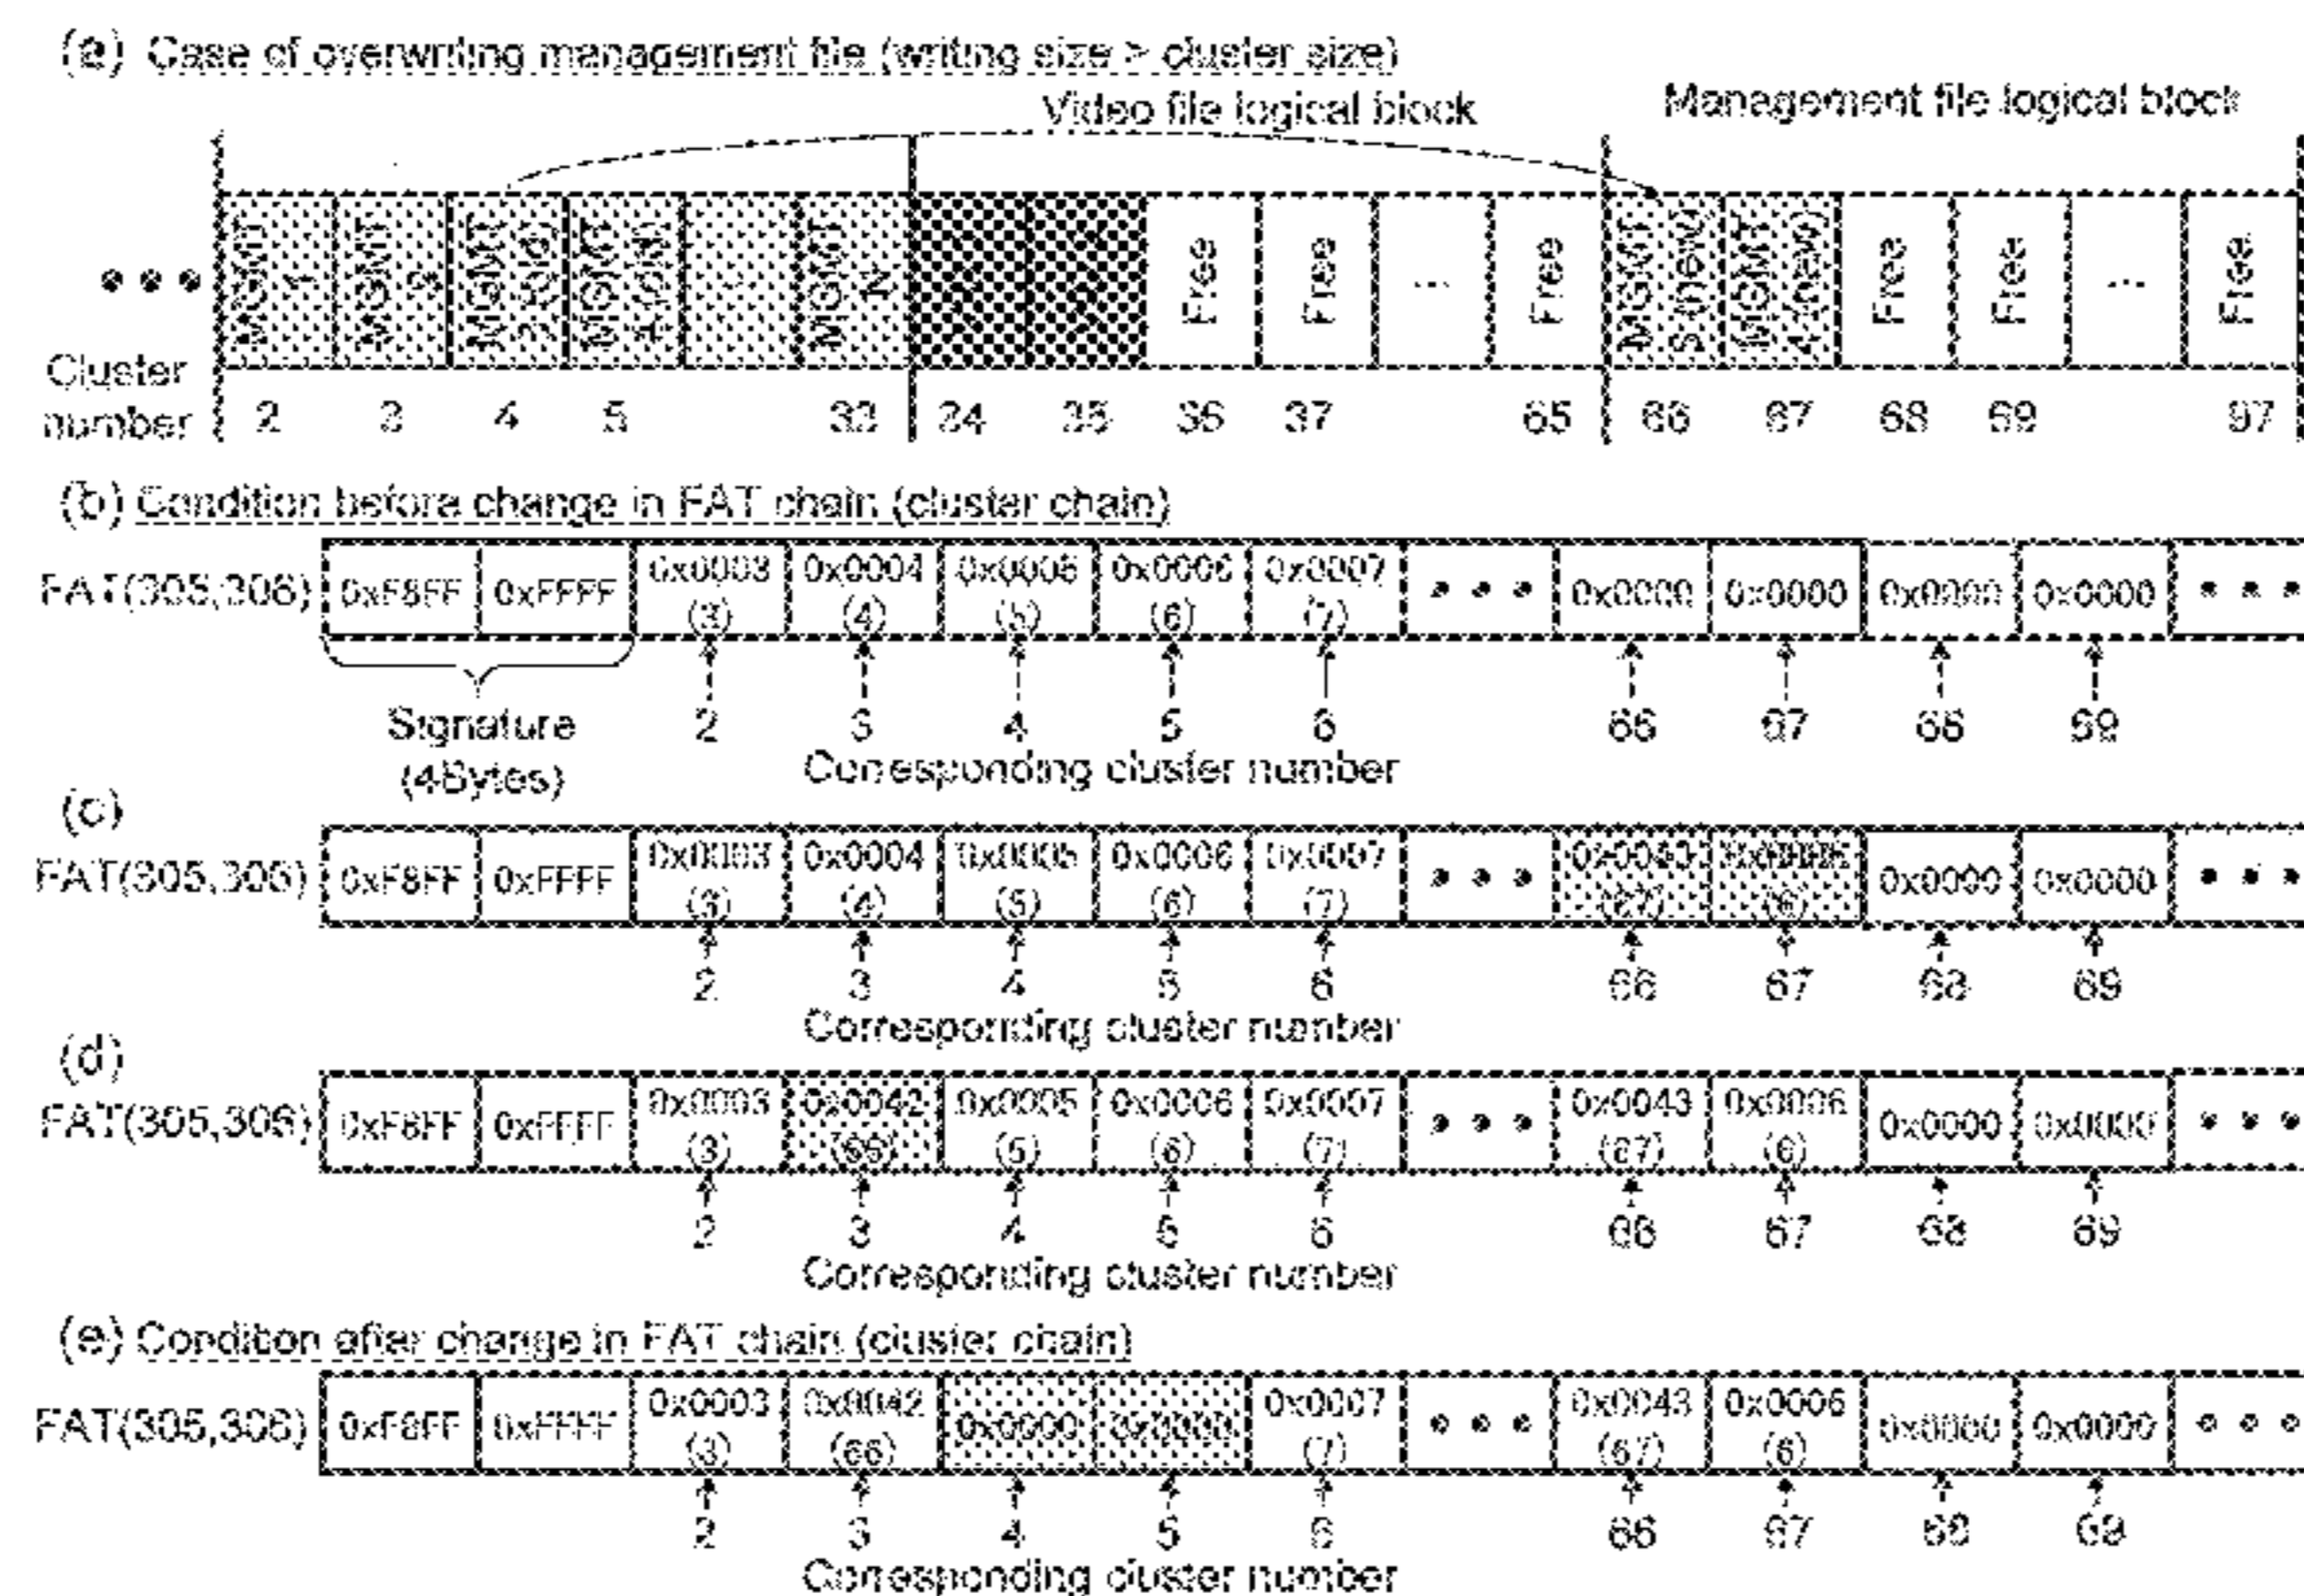 (a) Case of overwriting management file (writing size > cluster size)
Video file logical block Management file logical block
MGMT 1 MGMT MGMT (old) MGMT 4 (old) MGMT N Free Free ... Free MGMT (new) MGMT 4 (new) Free Free ... Free
Cluster number 2 3 4 5 33 34 35 36 37 65 66 67 68 69 97
(b) Condition before change in FAT chain (cluster chain)
FAT(305,306) 0xF8FF 0xFFFF 0x0003 (3) 0x0004 (4) 0x0005 (5) 0x0006 (6) 0x0007 (7) • • • 0x0000 0x0000 0x0000 0x0000 • • •
2 3 4 5 6 66 67 68 69
Signature (4Bytes)
Corresponding cluster number
(c)
FAT(305,306) 0xF8FF 0xFFFF 0x0003 (3) 0x0004 (4) 0x0005 (5) 0x0006 (6) 0x0007 (7) • • • 0x0043 (67) 0x0006 (6) 0x0000 0x0000 • • •
2 3 4 5 6 66 67 68 69
Corresponding cluster number
(d)
FAT(305,306) 0xF8FF 0xFFFF 0x0003 (3) 0x0042 (66) 0x0005 (5) 0x0006 (6) 0x0007 (7) • • • 0x0043 (67) 0x0006 (6) 0x0000 0x0000 • • •
2 3 4 5 6 66 67 68 69
Corresponding cluster number
(e) Condition after change in FAT chain (cluster chain)
FAT(305,306) 0xF8FF 0xFFFF 0x0003 (3) 0x0042 (66) 0x0000 0x0000 0x0007 (7) • • • 0x0043 (67) 0x0006 (6) 0x0000 0x0000 • • •
2 3 4 5 6 66 67 68 69
Corresponding cluster number